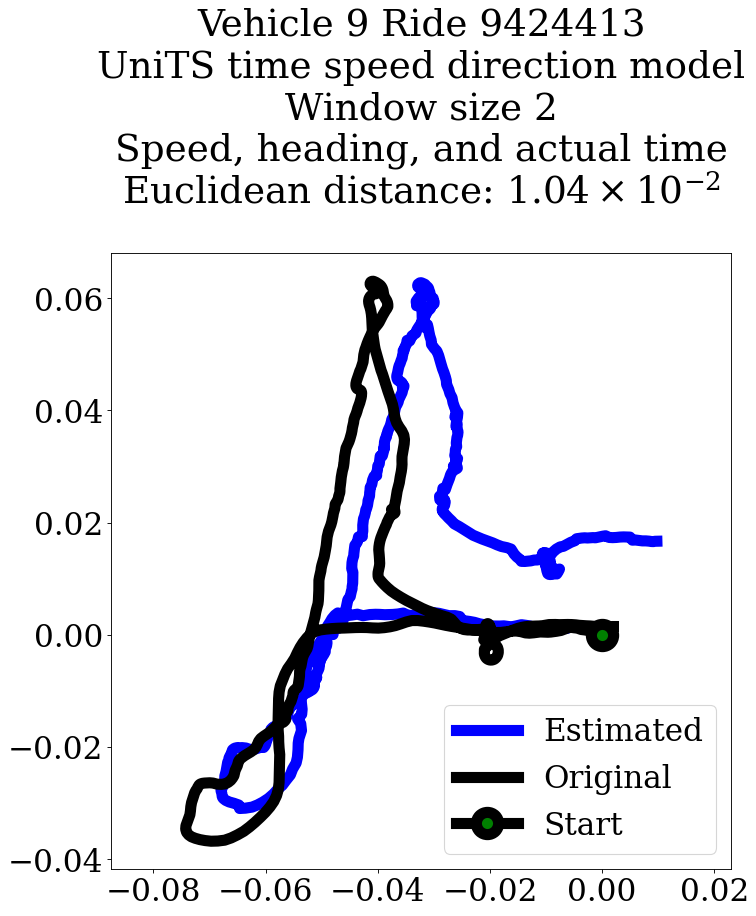 Vehicle 9 Ride 9424413
UniTS time speed direction model
Window size 2
Speed, heading, and actual time
Euclidean distance: $1.04 \times 10^{-2}$
0.06
0.04
0.02
0.00
−0.02
−0.04
Estimated
Original
Start
−0.08 −0.06 −0.04 −0.02 0.00 0.02